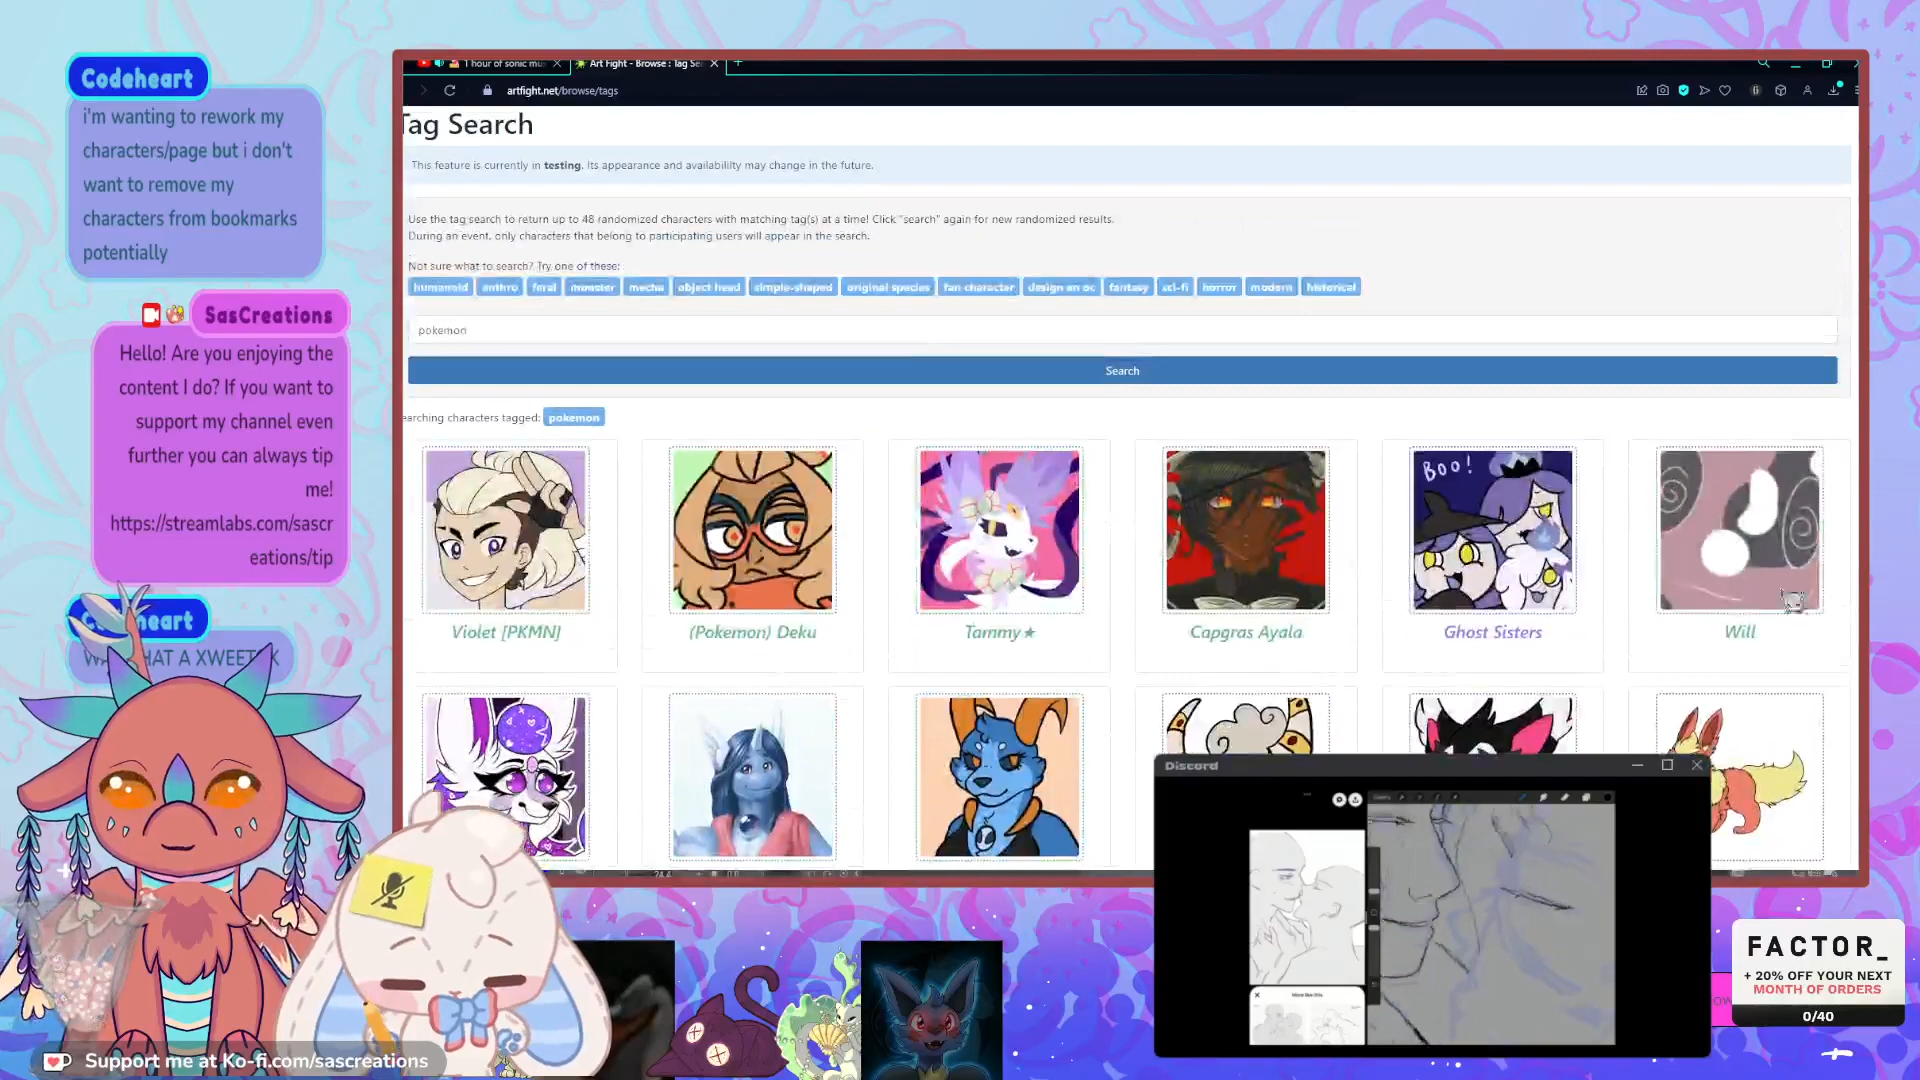 Codeheart
i'm wanting to rework my
characters/page but i don't
want to remove my
characters from bookmarks
potentially
SasCreations
Hello! Are you enjoying the
content I do? If you want to
support my channel even
further you can always tip
me!
https://streamlabs.com/sascr
eations/tip
heart
1 hour of sonic mus
Art Fight - Browse : Tag Se
artfight.net/browse/tags
Tag Search
This feature is currently in testing. Its appearance and availability may change in the future.
Use the tag search to return up to 48 randomized characters with matching tag(s) at a time! Click "search" again for new randomized results.
During an event, only characters that belong to participating users will appear in the search.
Not sure what to search? Try one of these:
humanoid anthro feral monster mecha object head simple-shaped original species fan character design an oc fantasy sci-fi horror modern historical
pokemon
Search
earching characters tagged: pokemon
BOO!
Violet [PKMN]
(Pokemon) Deku
Tammy★
Capgras Ayala
Ghost Sisters
Will
Discord
FACTOR_
+ 20% OFF YOUR NEXT
MONTH OF ORDERS
0/40
Support me at Ko-fi.com/sascreations